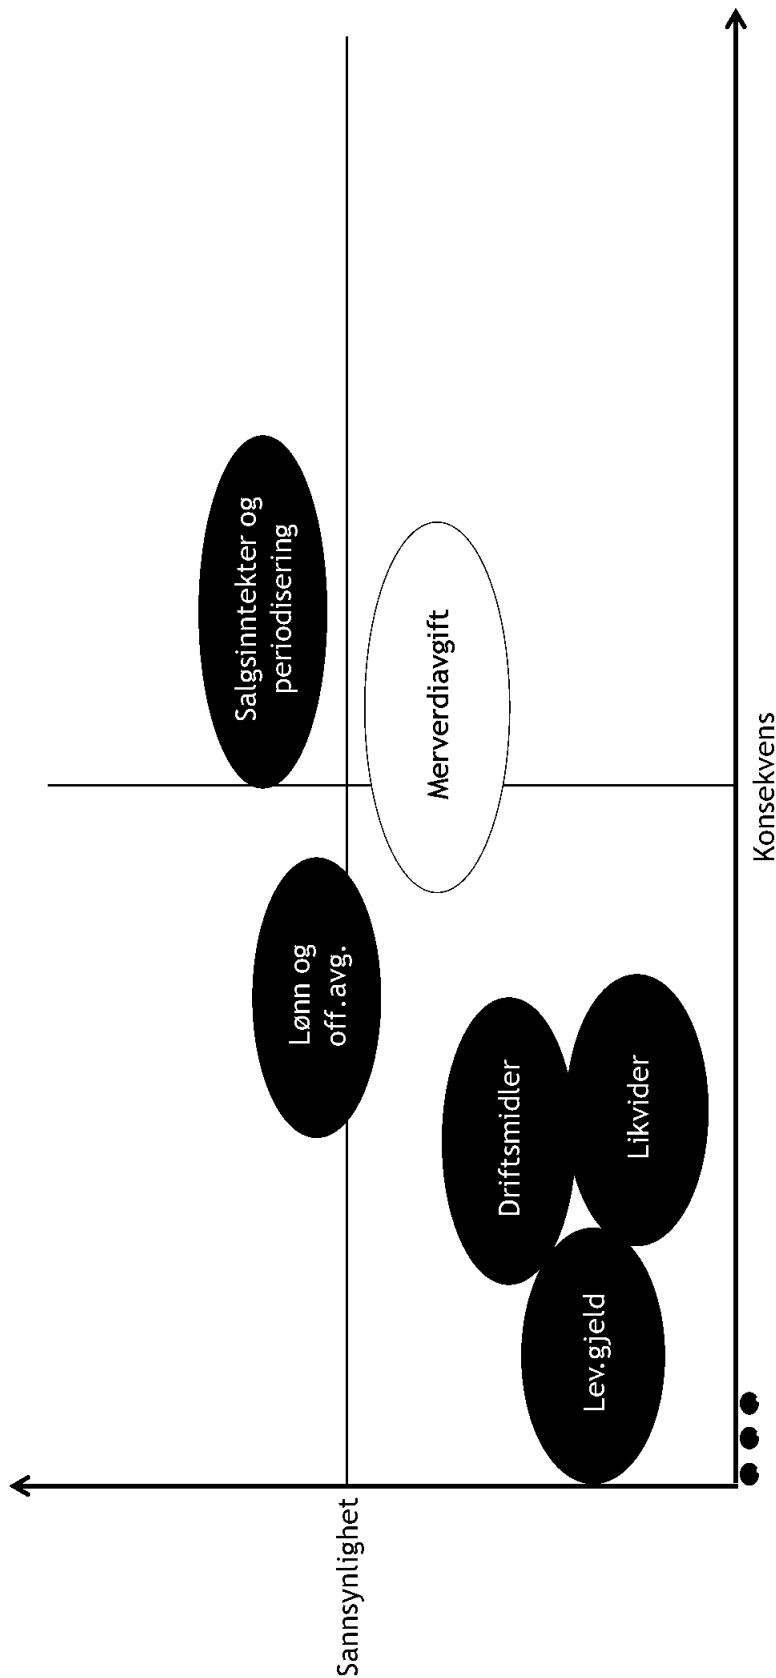 Sannsynlighet
Salgsinntekter og
periodisering
Lønn og
off.avg.
Merverdiavgift
Driftsmidler
Lev.gjeld
Likvider
Konsekvens